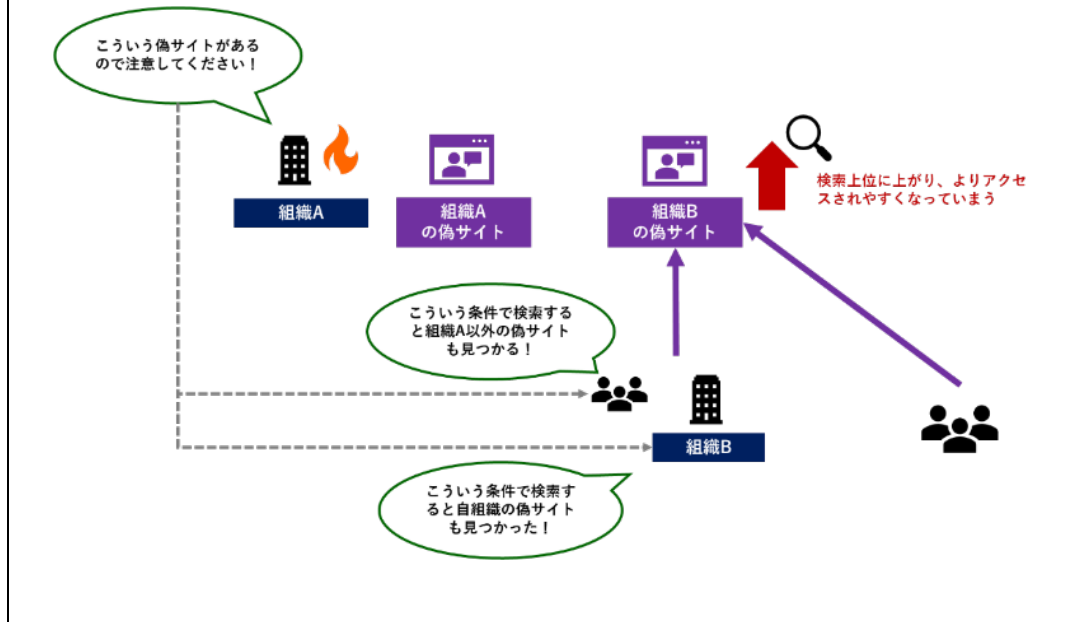 こういう偽サイトがある
ので注意してください！
組織A
組織A
の偽サイト
組織B
の偽サイト
検索上位に上がり、よりアクセ
スされやすくなっていまう
こういう条件で検索する
と組織A以外の偽サイト
も見つかる！
組織B
こういう条件で検索す
ると自組織の偽サイト
も見つかった！